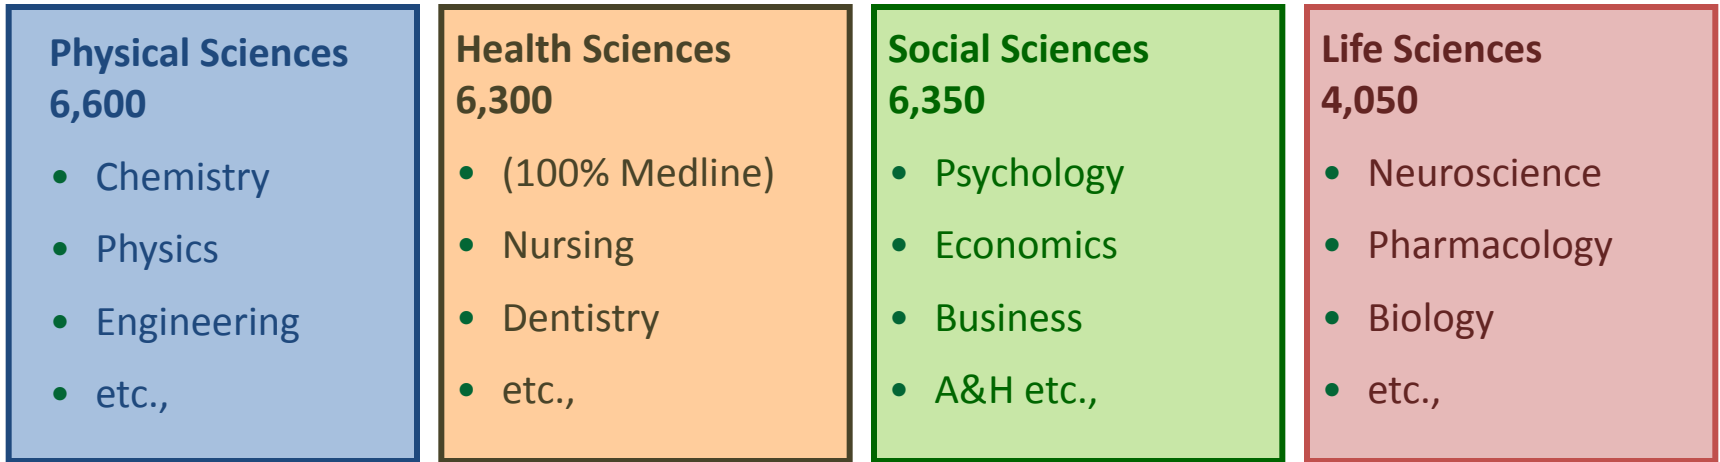 Physical Sciences
6,600
• Chemistry
• Physics
• Engineering
• etc.,
Health Sciences
6,300
• (100% Medline)
• Nursing
• Dentistry
• etc.,
Social Sciences
6,350
• Psychology
• Economics
• Business
• A&H etc.,
Life Sciences
4,050
• Neuroscience
• Pharmacology
• Biology
• etc.,